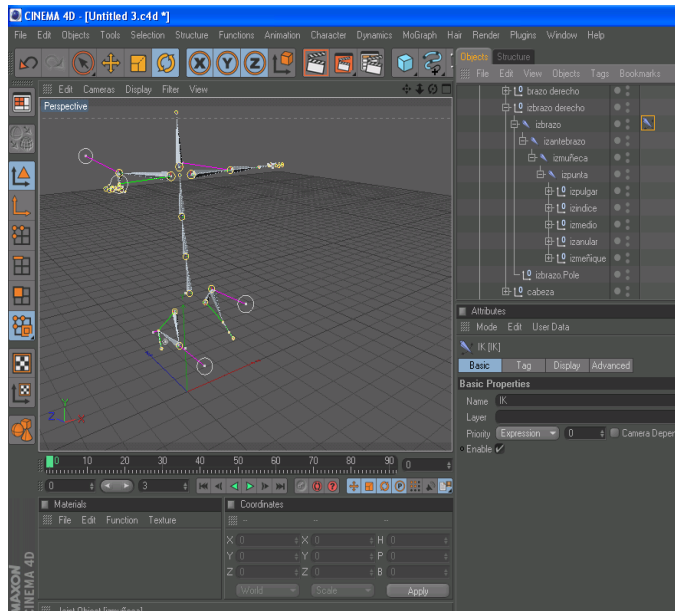 CINEMA 4D - [Untitled 3.c4d *]
File Edit Objects Tools Selection Structure Functions Animation Character Dynamics MoGraph Hair Render Plugins Window Help
Objects Structure
File Edit View Objects Tags Bookmarks
Edit Cameras Display Filter View
Perspective
brazo derecho
izbrazo derecho
izbrazo
izantebrazo
izmuñeca
izpunta
izpulgar
izindice
izmedio
izanular
izmeñique
izbrazo.Pole
cabeza
Attributes
Mode Edit User Data
IK [IK]
Basic Tag Display Advanced
Basic Properties
Name IK
Layer
Priority Expression 0 Camera Depen
Enable
Y
Z X
0 10 20 30 40 50 60 70 80 90 0
0 3
Materials
File Edit Function Texture
Coordinates
X 0 X 0 H 0
Y 0 Y 0 P 0
Z 0 Z 0 B 0
World Scale Apply
MAXON
CINEMA 4D
Joint Object [izmuñeca]